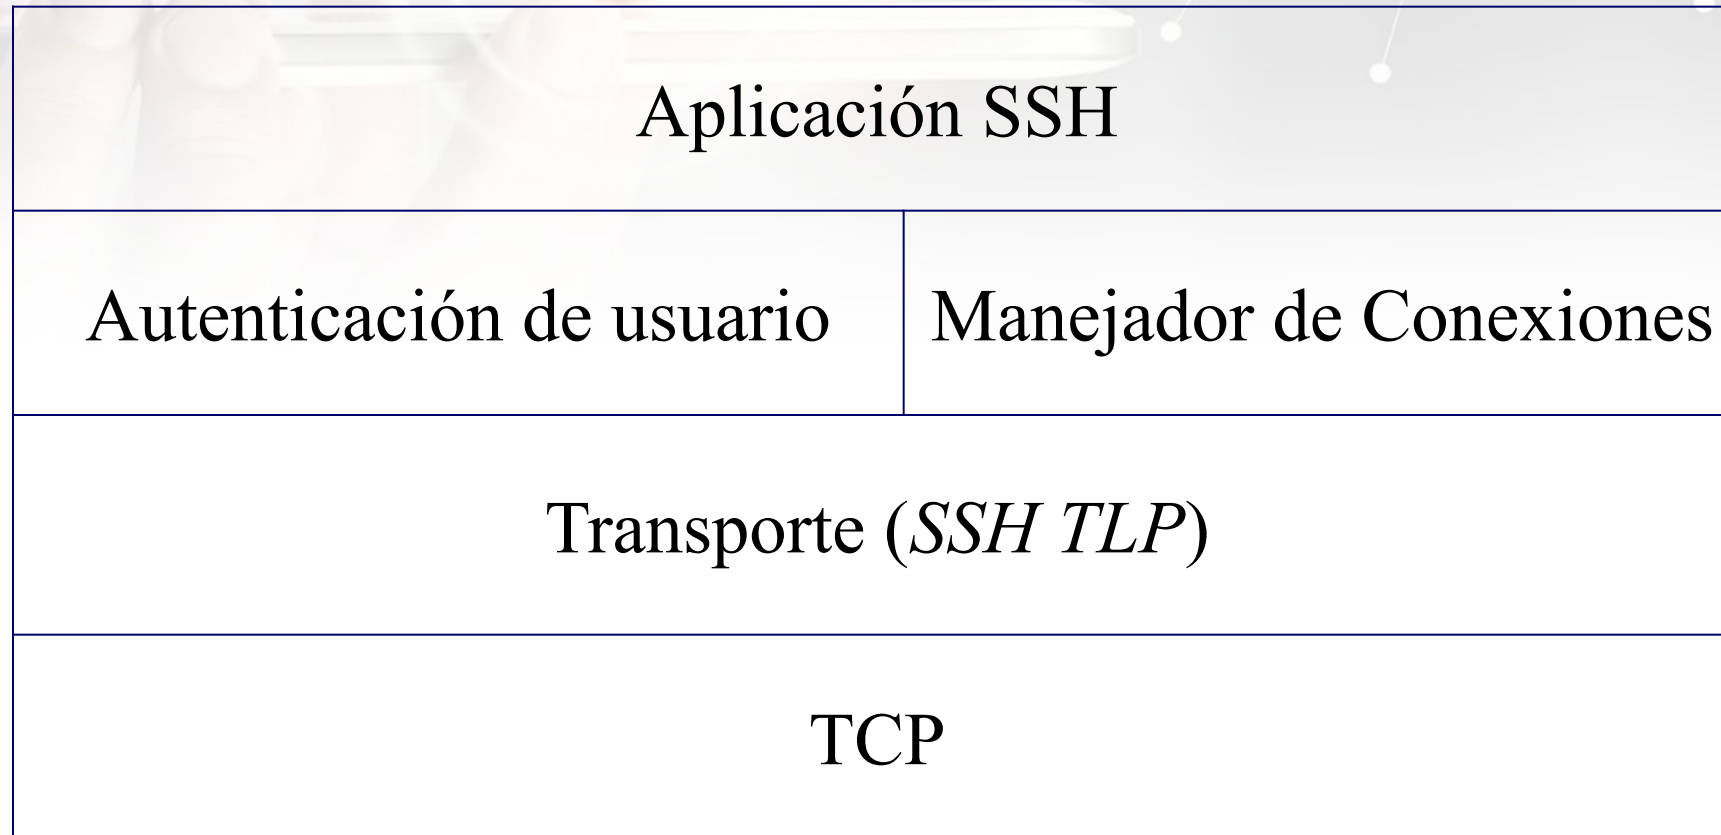 Aplicación SSH
Autenticación de usuario
Manejador de Conexiones
Transporte (SSH TLP)
TCP